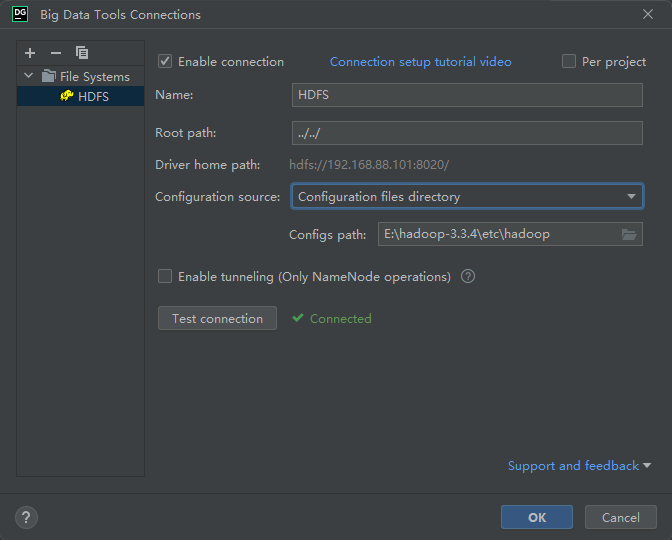 DG Big Data Tools Connections
File Systems
HDFS
Enable connection Connection setup tutorial video Per project
Name: HDFS
Root path: ../../
Driver home path: hdfs://192.168.88.101:8020/
Configuration source: Configuration files directory
Configs path: E:\hadoop-3.3.4\etc\hadoop
Enable tunneling (Only NameNode operations) ?
Test connection Connected
Support and feedback
? OK Cancel